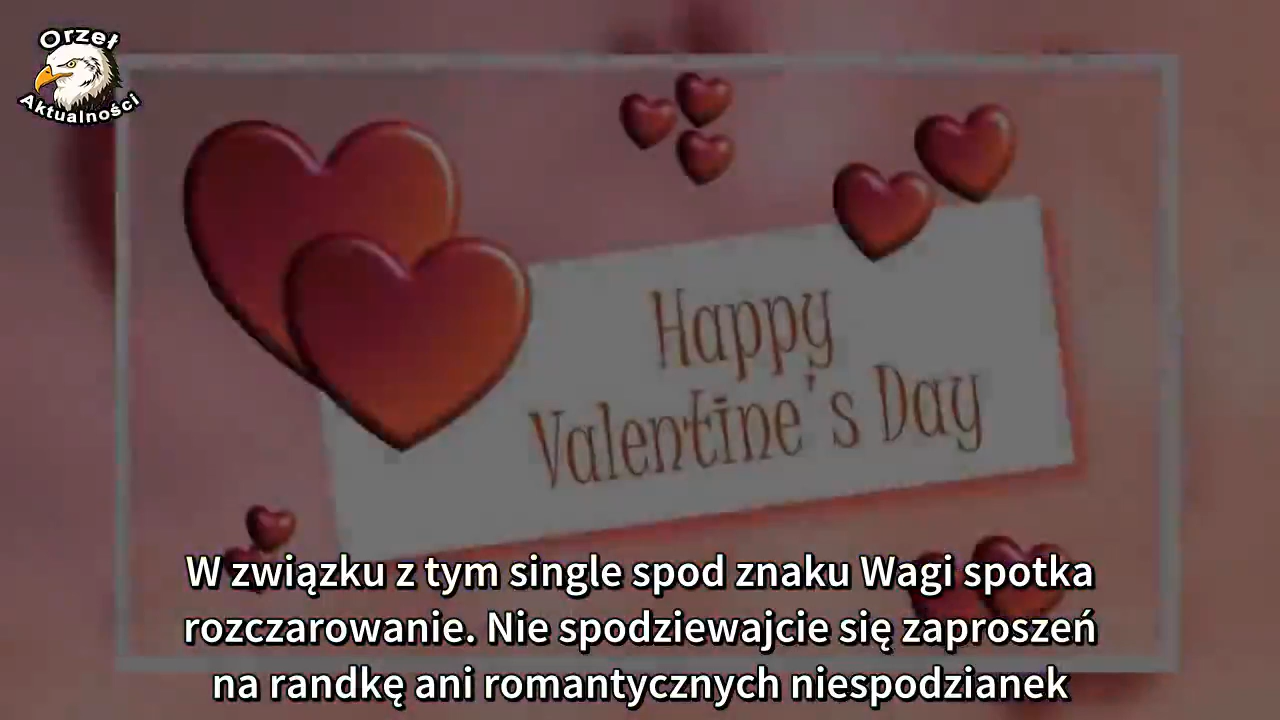 Orzeł
Aktualności
Happy
Valentine's Day
W związku z tym single spod znaku Wagi spotka
rozczarowanie. Nie spodziewajcie się zaproszeń
na randkę ani romantycznych niespodzianek